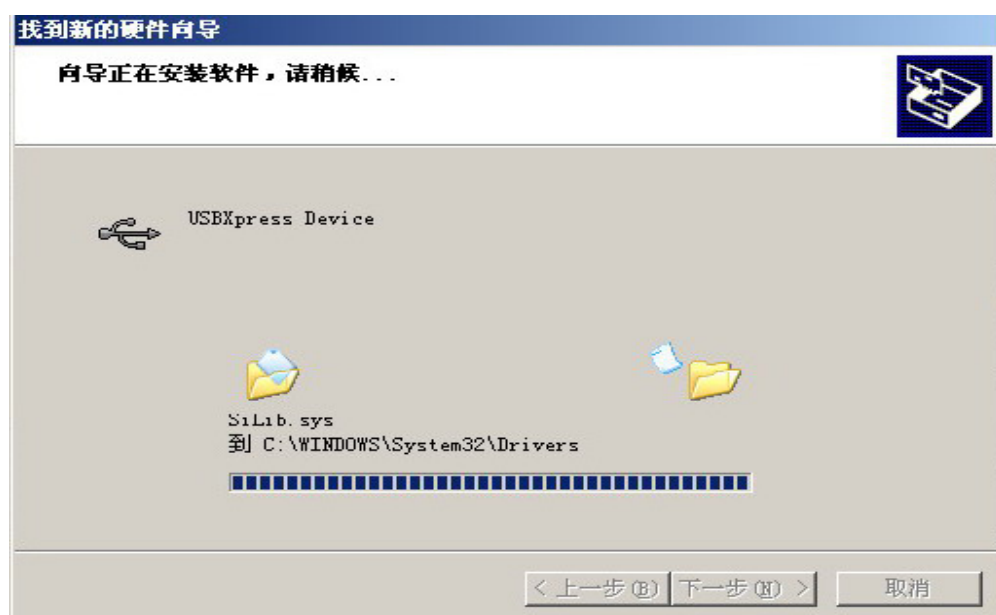 找到新的硬件向导
向导正在安装软件，请稍候...
USBXpress Device
SiLib.sys
到 C:\WINDOWS\System32\Drivers
< 上一步(B) 下一步(N) > 取消